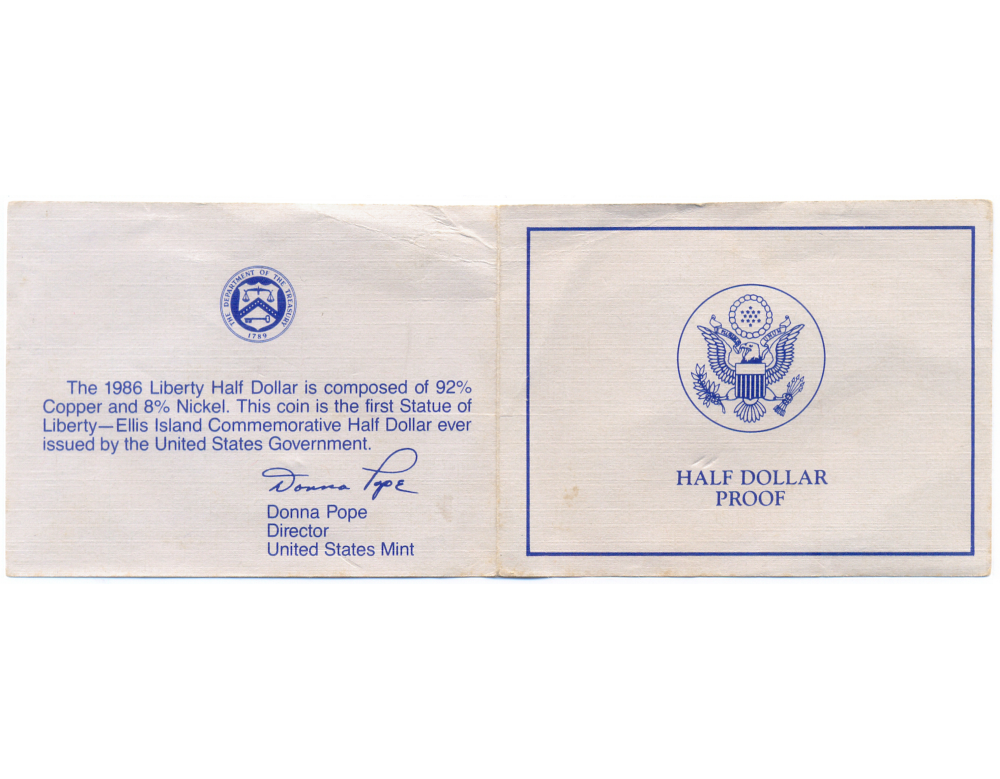 THE DEPARTMENT OF THE TREASURY
1789
The 1986 Liberty Half Dollar is composed of 92%
Copper and 8% Nickel. This coin is the first Statue of
Liberty—Ellis Island Commemorative Half Dollar ever
issued by the United States Government.
Donna Pope
Donna Pope
Director
United States Mint
HALF DOLLAR
PROOF